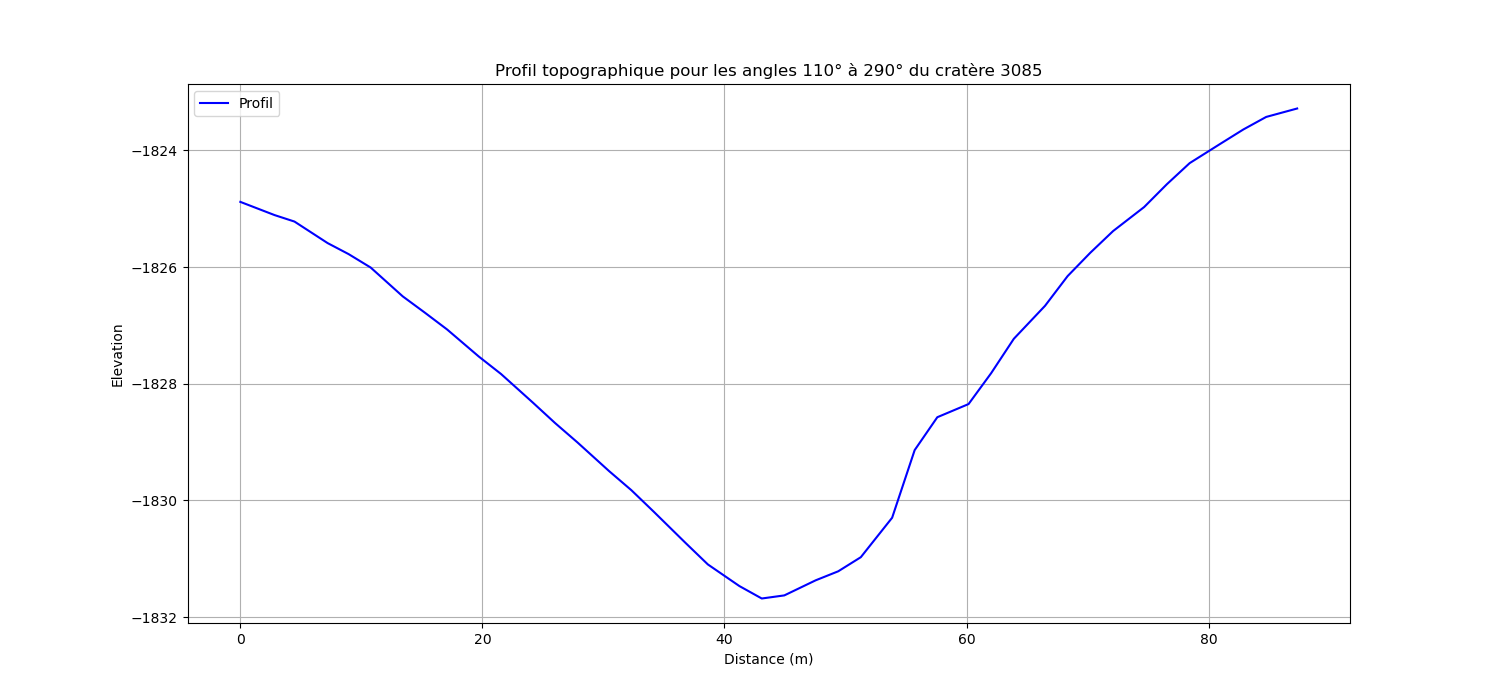 Profil topographique pour les angles 110° à 290° du cratère 3085
Profil
−1824
−1826
−1828
−1830
−1832
Elevation
0 20 40 60 80
Distance (m)